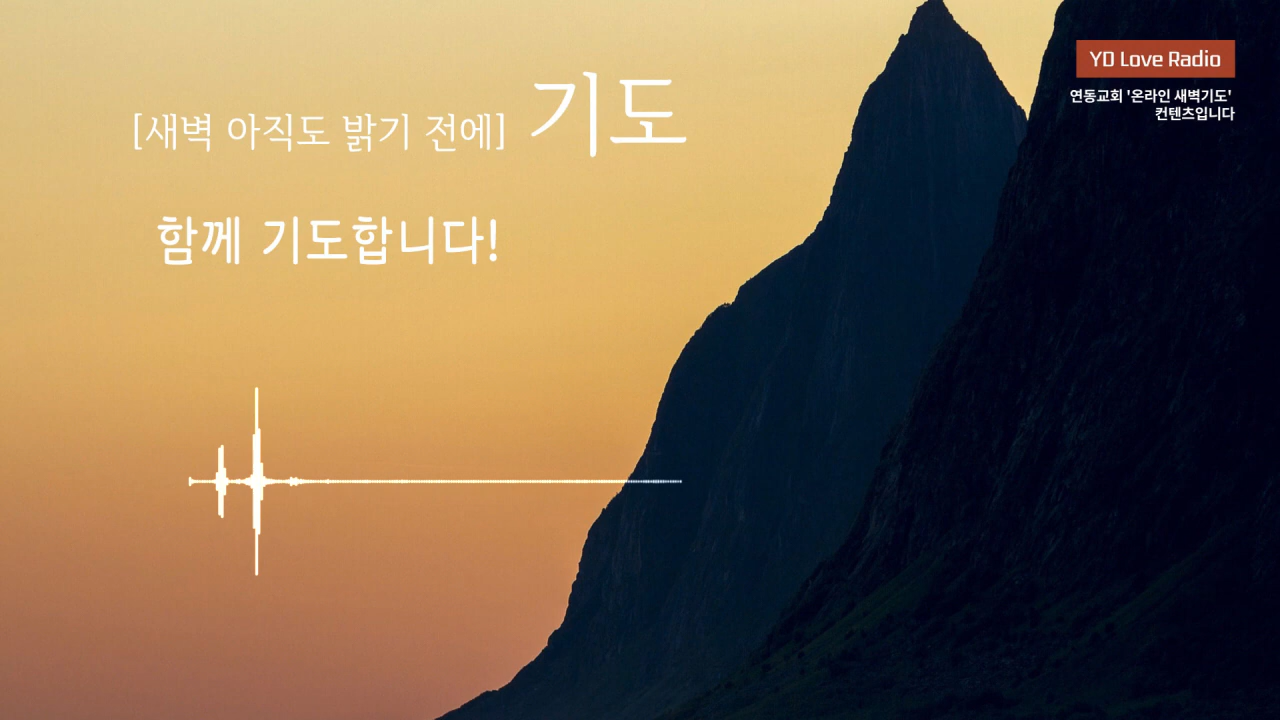 [새벽 아직도 밝기 전에] 기도
함께 기도합니다!
YD Love Radio
연동교회 '온라인 새벽기도'
컨텐츠입니다